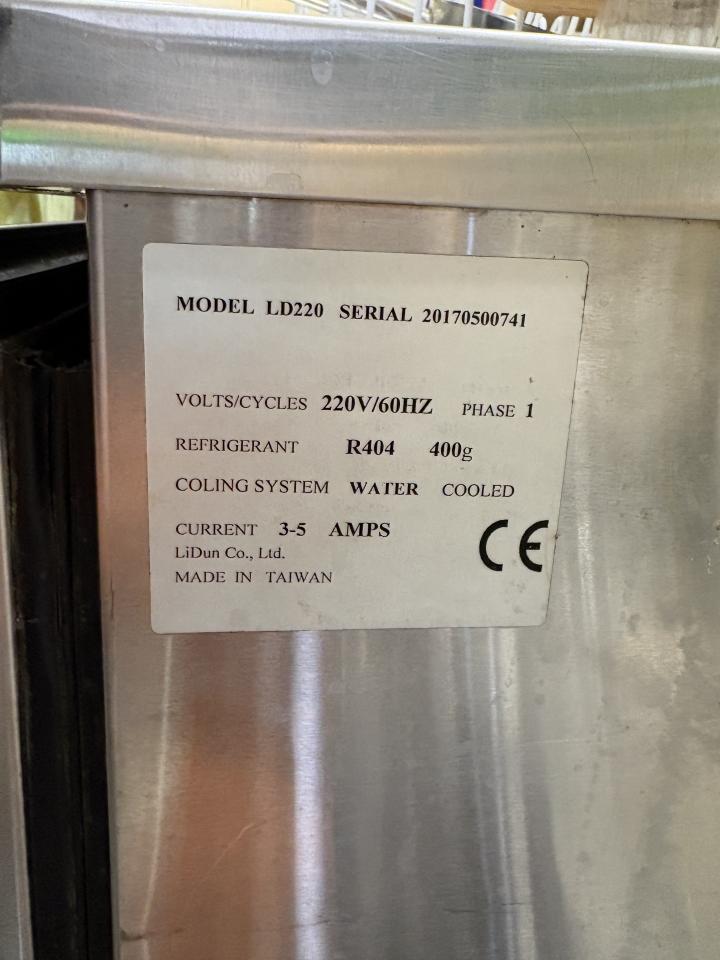 MODEL LD220 SERIAL 20170500741
VOLTS/CYCLES 220V/60HZ PHASE 1
REFRIGERANT R404 400g
COLING SYSTEM WATER COOLED
CURRENT 3-5 AMPS
LiDun Co., Ltd.
MADE IN TAIWAN
CE